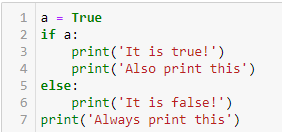 1 a = True
2 if a:
3     print('It is true!')
4     print('Also print this')
5 else:
6     print('It is false!')
7 print('Always print this')